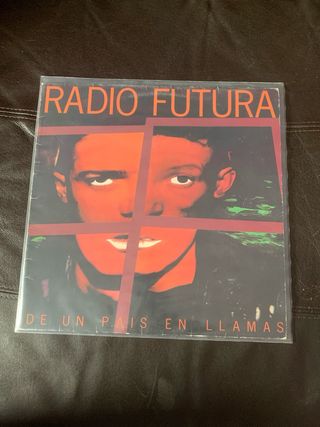 RADIO FUTURA
DE UN PAIS EN LLAMAS